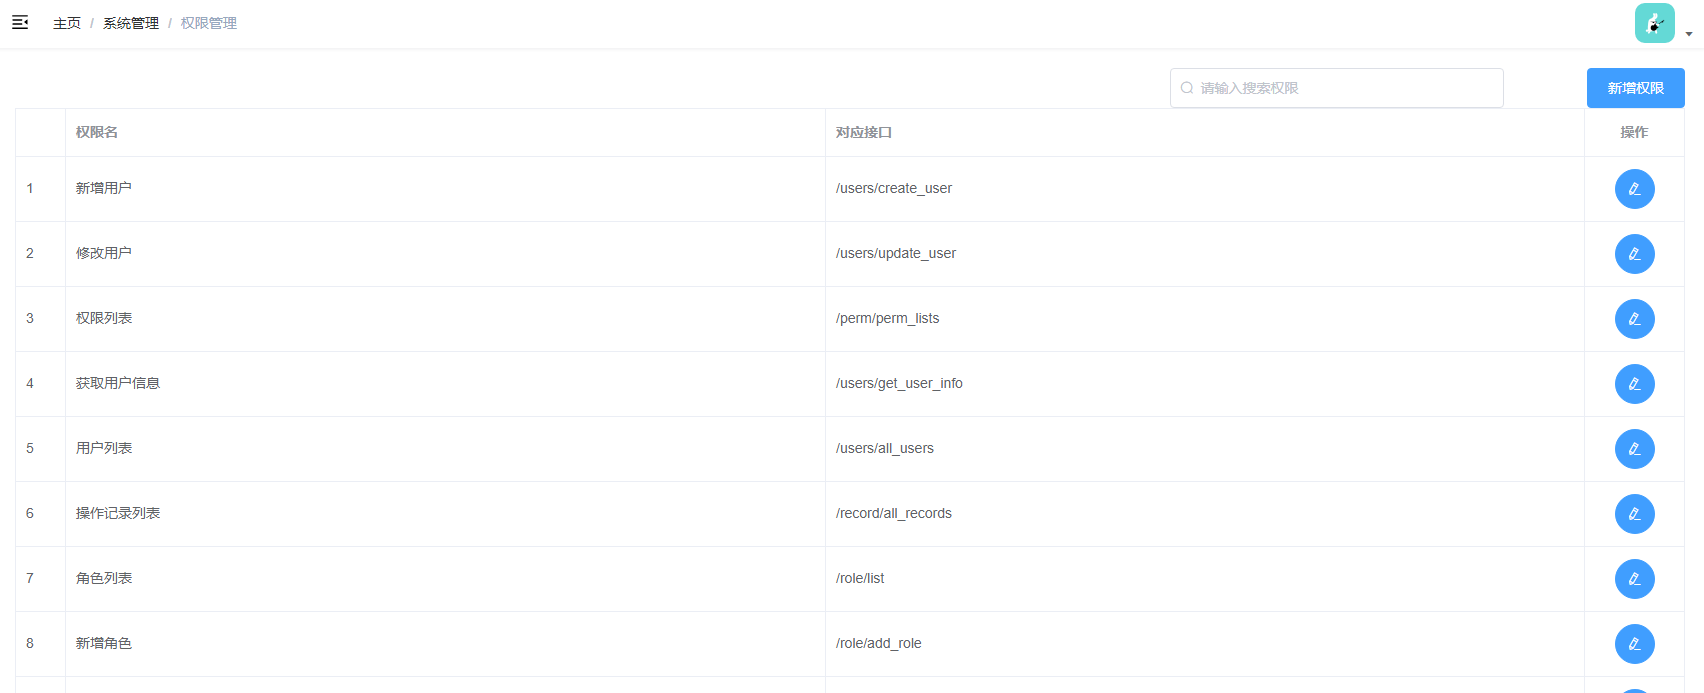 主页 / 系统管理 / 权限管理
请输入搜索权限 新增权限
权限名 对应接口 操作
1 新增用户 /users/create_user
2 修改用户 /users/update_user
3 权限列表 /perm/perm_lists
4 获取用户信息 /users/get_user_info
5 用户列表 /users/all_users
6 操作记录列表 /record/all_records
7 角色列表 /role/list
8 新增角色 /role/add_role